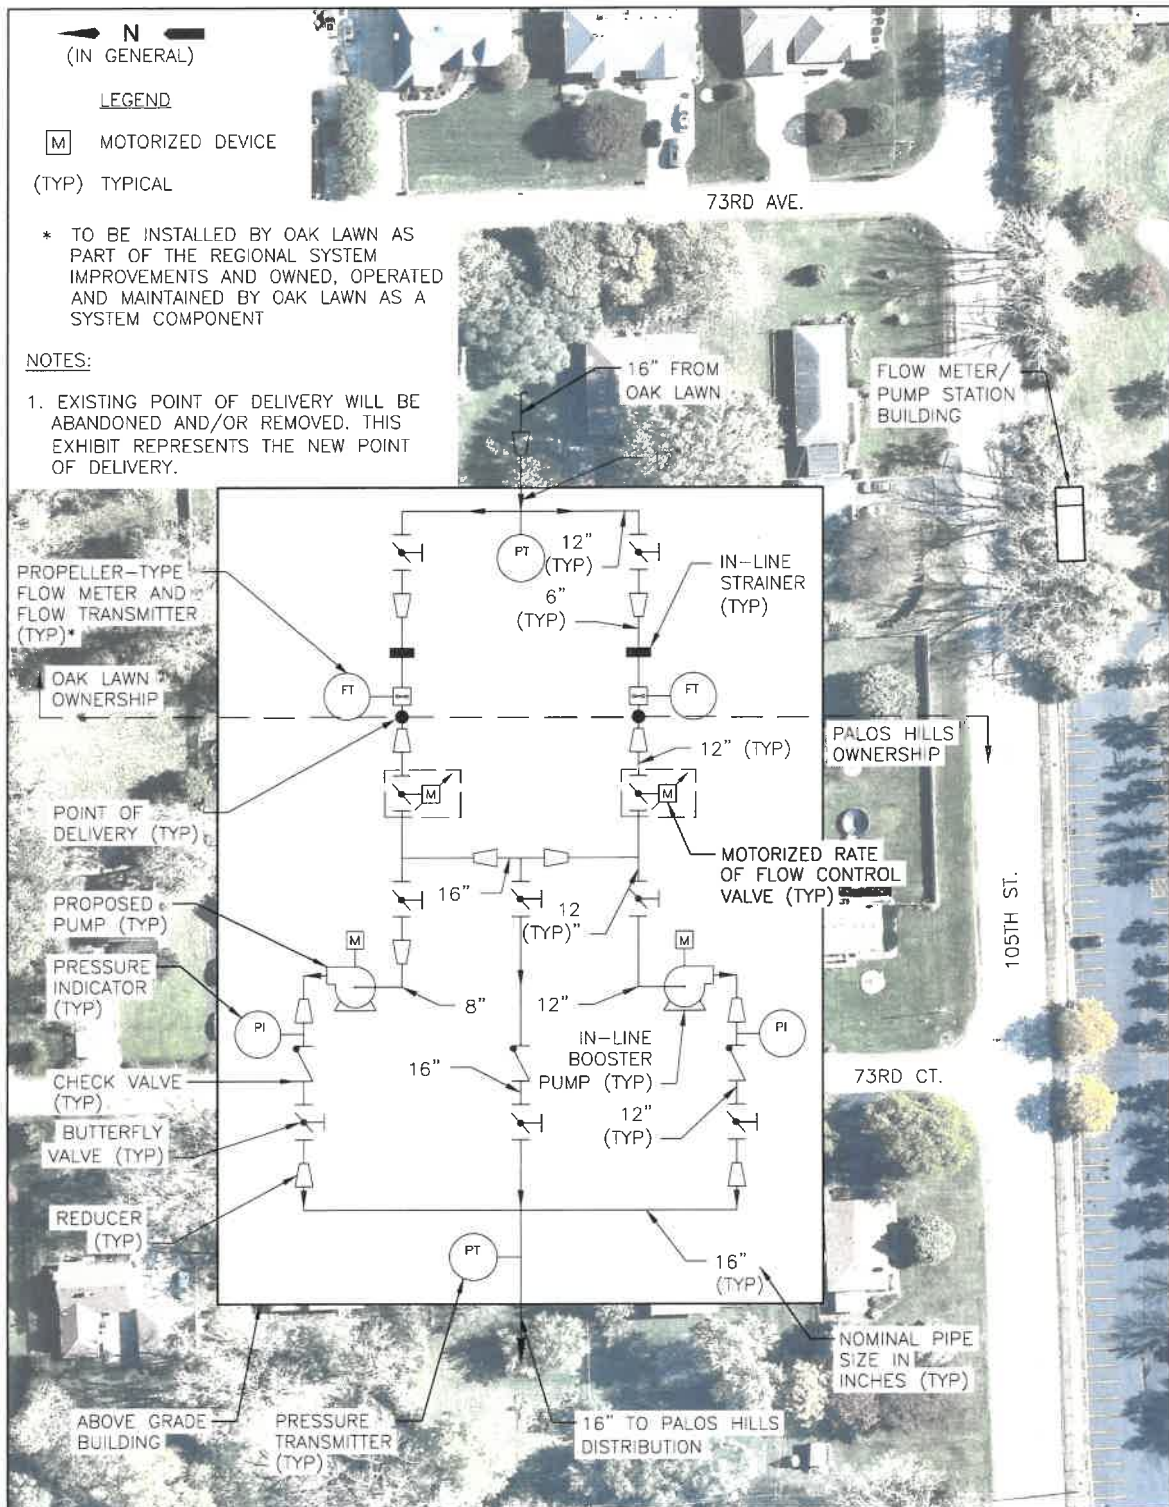 N
(IN GENERAL)
LEGEND
M MOTORIZED DEVICE
(TYP) TYPICAL
* TO BE INSTALLED BY OAK LAWN AS
PART OF THE REGIONAL SYSTEM
IMPROVEMENTS AND OWNED, OPERATED
AND MAINTAINED BY OAK LAWN AS A
SYSTEM COMPONENT
NOTES:
1. EXISTING POINT OF DELIVERY WILL BE
ABANDONED AND/OR REMOVED. THIS
EXHIBIT REPRESENTS THE NEW POINT
OF DELIVERY.
73RD AVE.
16" FROM
OAK LAWN
FLOW METER/
PUMP STATION
BUILDING
PT
12"
(TYP)
6"
(TYP)
IN-LINE
STRAINER
(TYP)
PROPELLER-TYPE
FLOW METER AND
FLOW TRANSMITTER
(TYP)*
FT
FT
OAK LAWN
OWNERSHIP
PALOS HILLS
OWNERSHIP
12" (TYP)
M
M
POINT OF
DELIVERY (TYP)
MOTORIZED RATE
OF FLOW CONTROL
VALVE (TYP)
16"
12
(TYP)"
PROPOSED
PUMP (TYP)
M
M
PRESSURE
INDICATOR
(TYP)
8"
12"
PI
PI
IN-LINE
BOOSTER
PUMP (TYP)
105TH ST.
16"
CHECK VALVE
(TYP)
73RD CT.
12"
(TYP)
BUTTERFLY
VALVE (TYP)
REDUCER
(TYP)
PT
16"
(TYP)
NOMINAL PIPE
SIZE IN
INCHES (TYP)
ABOVE GRADE
BUILDING
PRESSURE
TRANSMITTER
(TYP)
16" TO PALOS HILLS
DISTRIBUTION